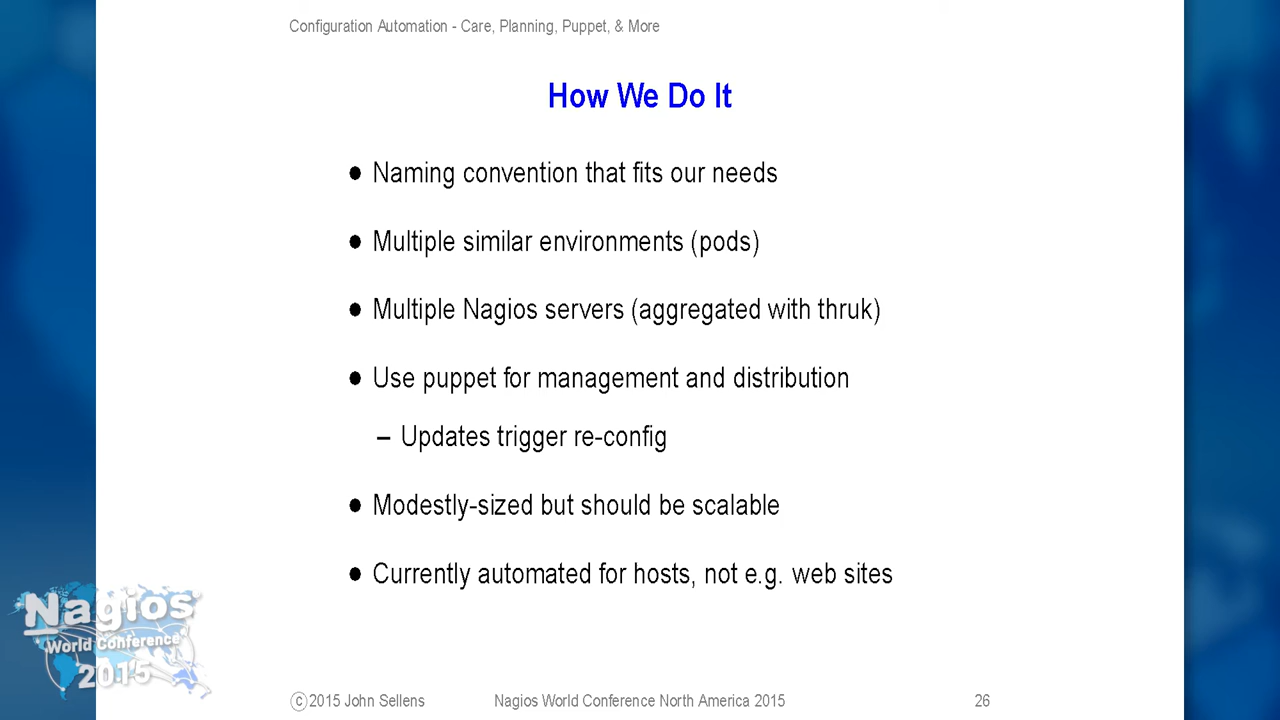 Configuration Automation - Care, Planning, Puppet, & More
How We Do It
● Naming convention that fits our needs
● Multiple similar environments (pods)
● Multiple Nagios servers (aggregated with thruk)
● Use puppet for management and distribution
– Updates trigger re-config
● Modestly-sized but should be scalable
● Currently automated for hosts, not e.g. web sites
Nagios
World Conference
2015
©2015 John Sellens
Nagios World Conference North America 2015
26